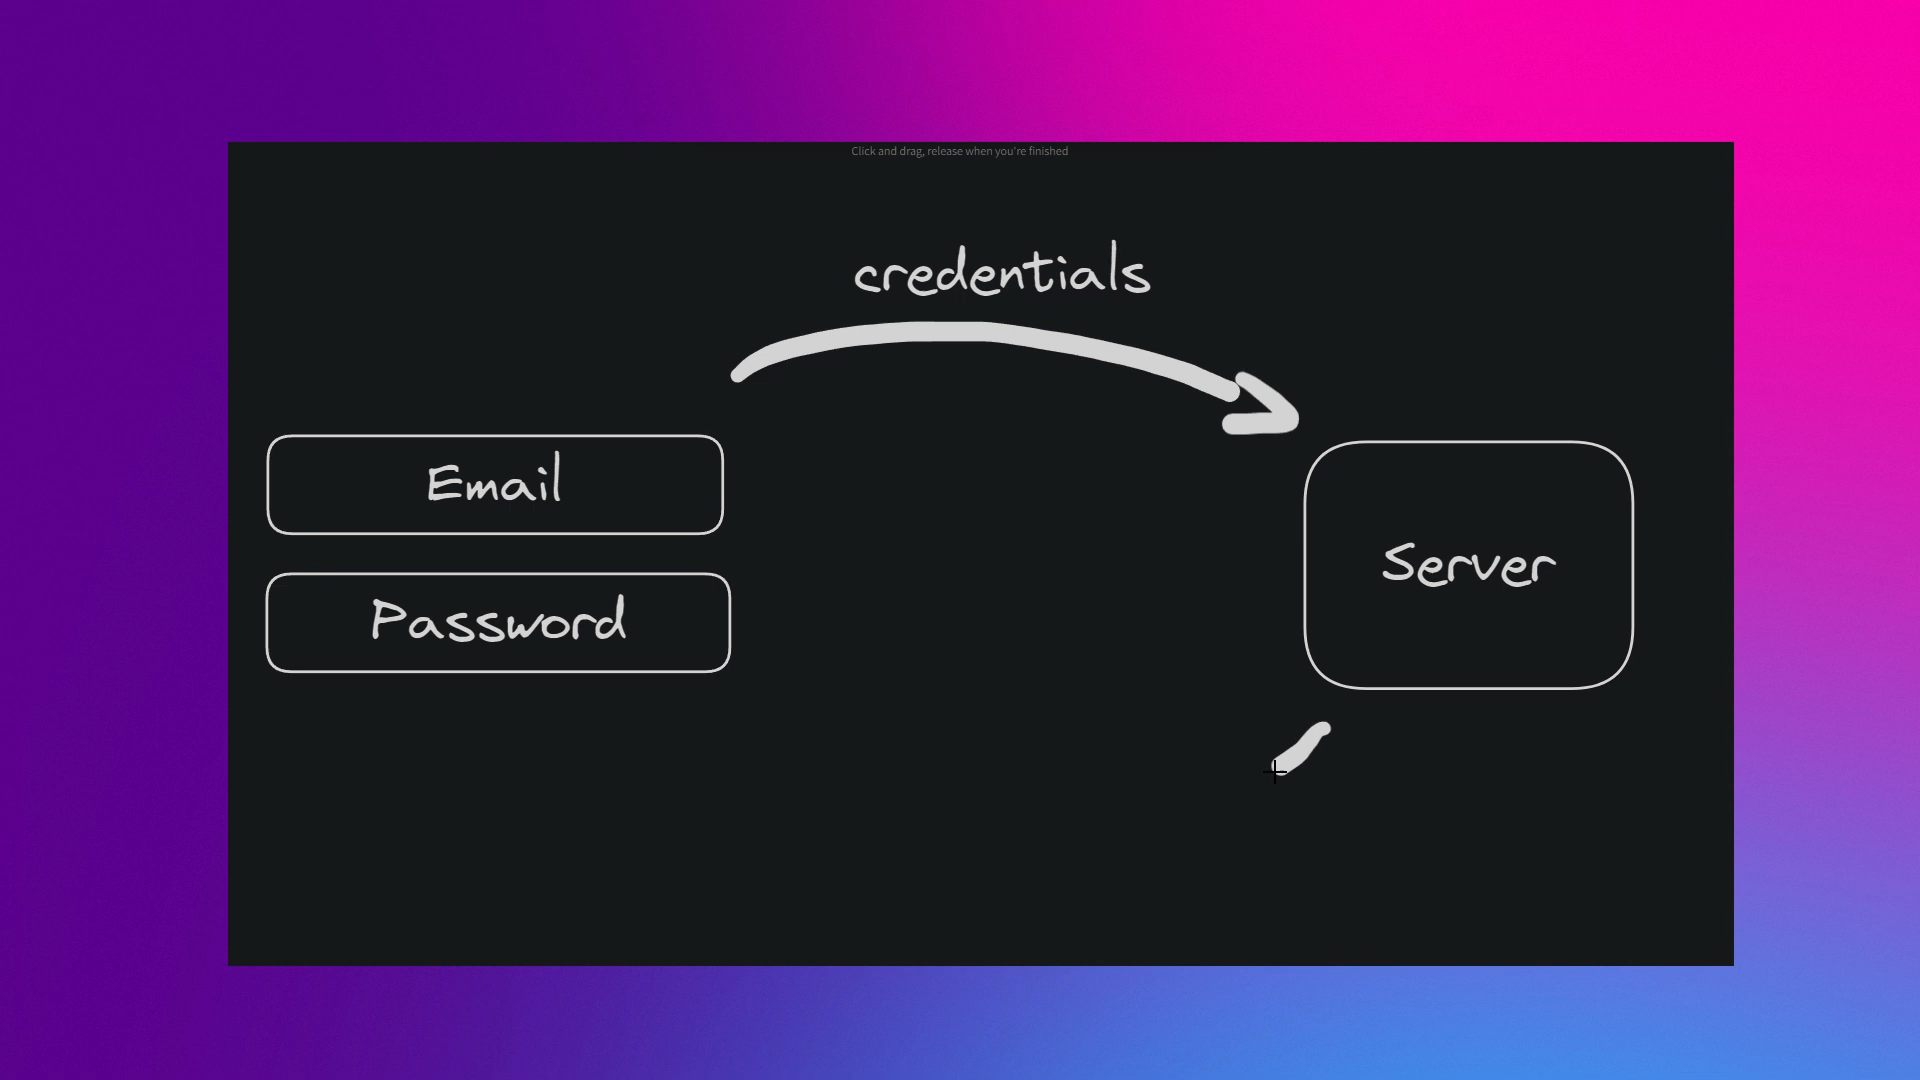 Click and drag, release when you're finished
credentials
Email
Password
Server